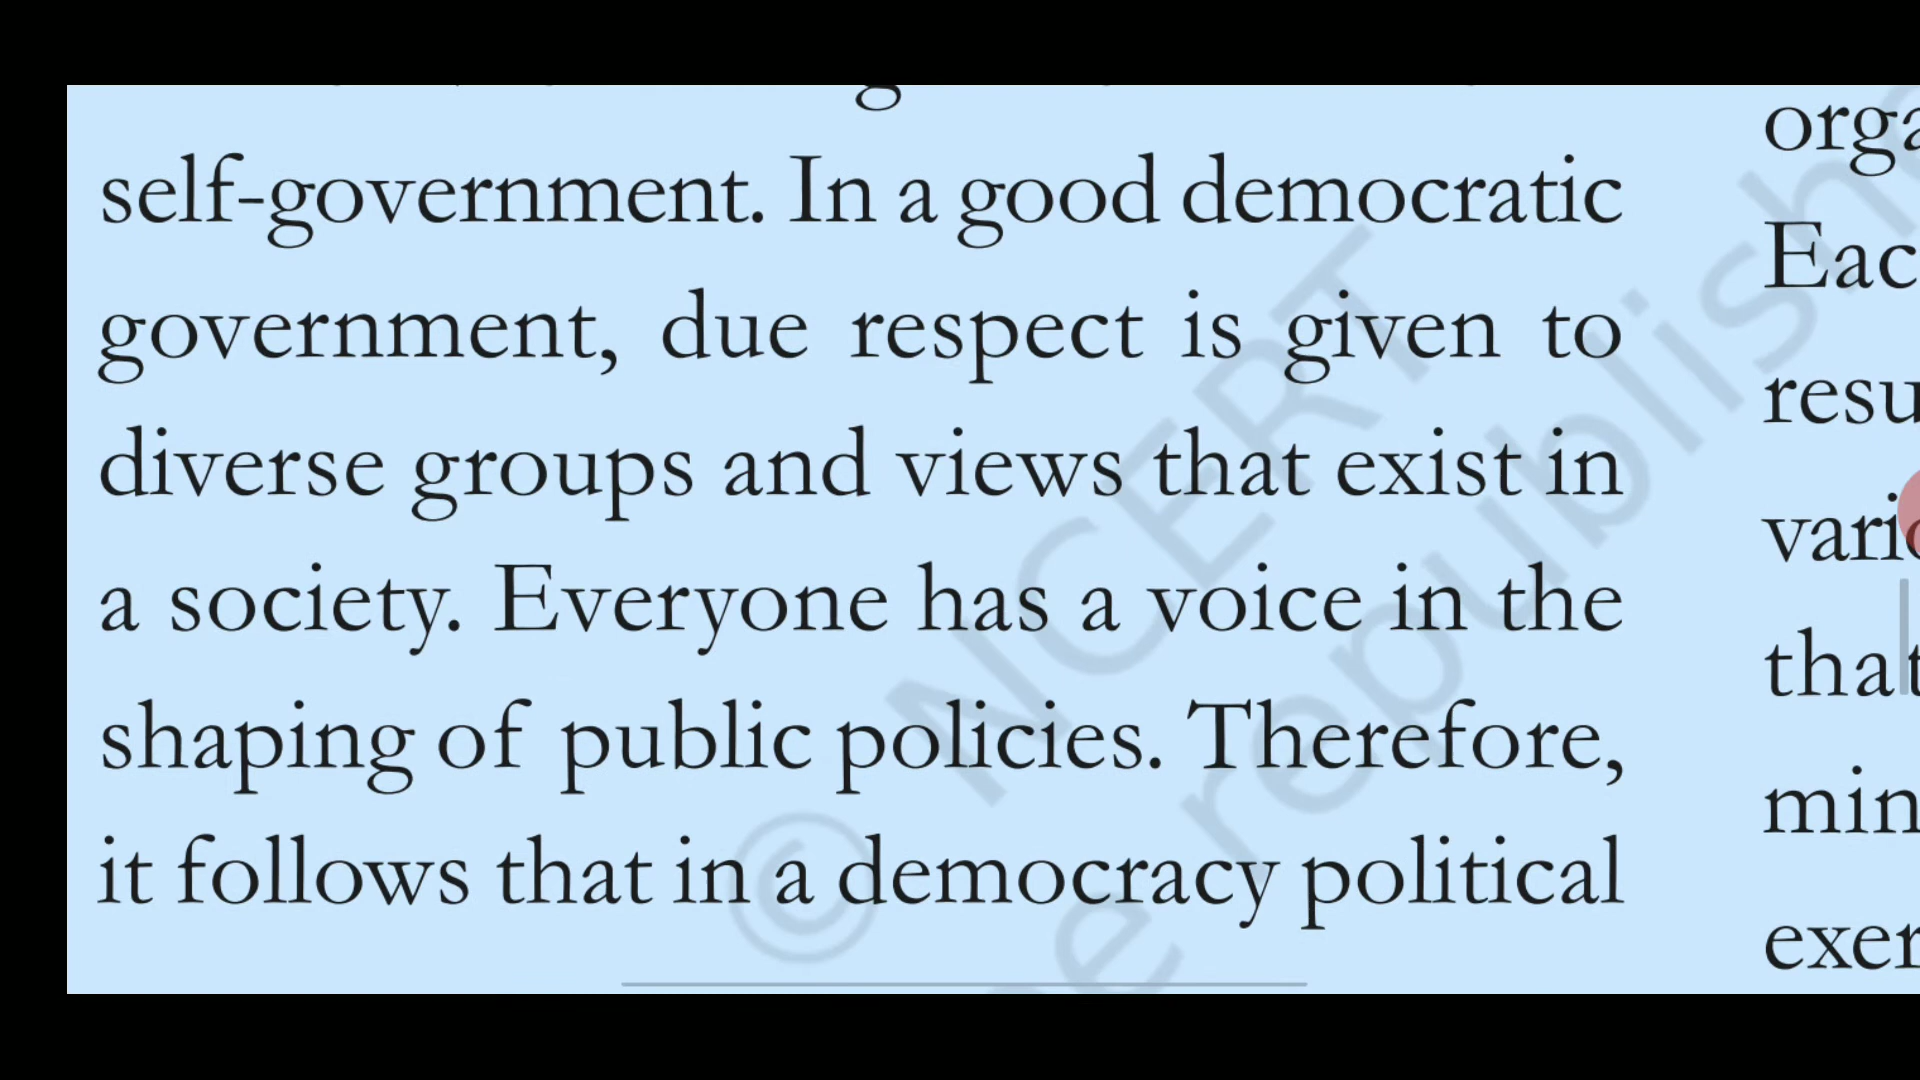 self-government. In a good democratic
government, due respect is given to
diverse groups and views that exist in
a society. Everyone has a voice in the
shaping of public policies. Therefore,
it follows that in a democracy political
© NCERT